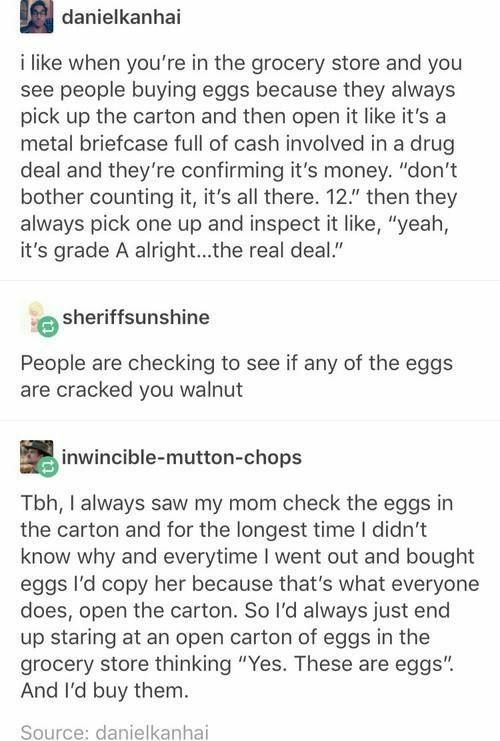 danielkanhai
i like when you're in the grocery store and you
see people buying eggs because they always
pick up the carton and then open it like it's a
metal briefcase full of cash involved in a drug
deal and they're confirming it's money. “don't
bother counting it, it's all there. 12.” then they
always pick one up and inspect it like, “yeah,
it's grade A alright...the real deal.”
sheriffsunshine
People are checking to see if any of the eggs
are cracked you walnut
inwincible-mutton-chops
Tbh, I always saw my mom check the eggs in
the carton and for the longest time I didn't
know why and everytime I went out and bought
eggs I'd copy her because that's what everyone
does, open the carton. So I'd always just end
up staring at an open carton of eggs in the
grocery store thinking “Yes. These are eggs”.
And I'd buy them.
Source: danielkanhai